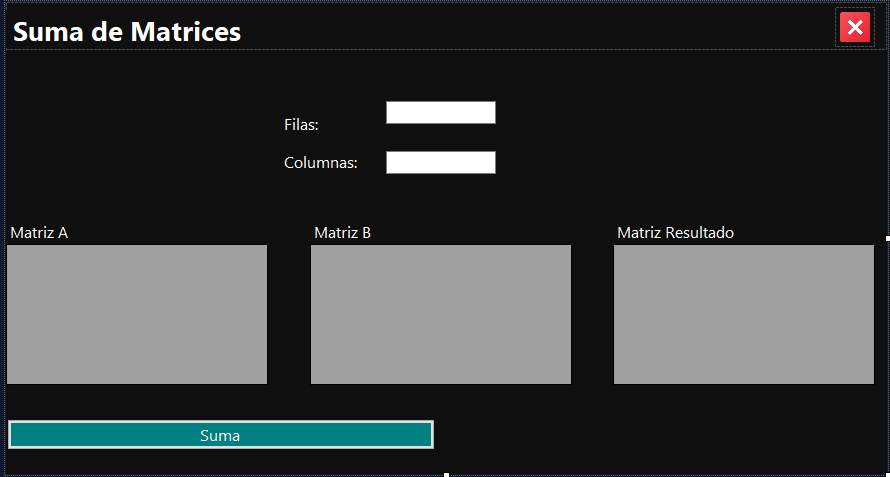 Suma de Matrices
Filas:
Columnas:
Matriz A
Matriz B
Matriz Resultado
Suma